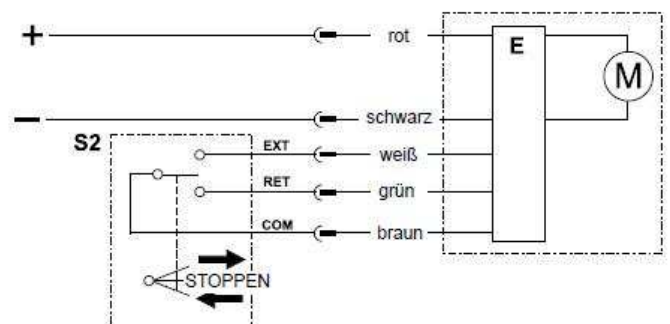 + rot E
M
− schwarz
S2
EXT weiß
RET grün
COM braun
STOPPEN